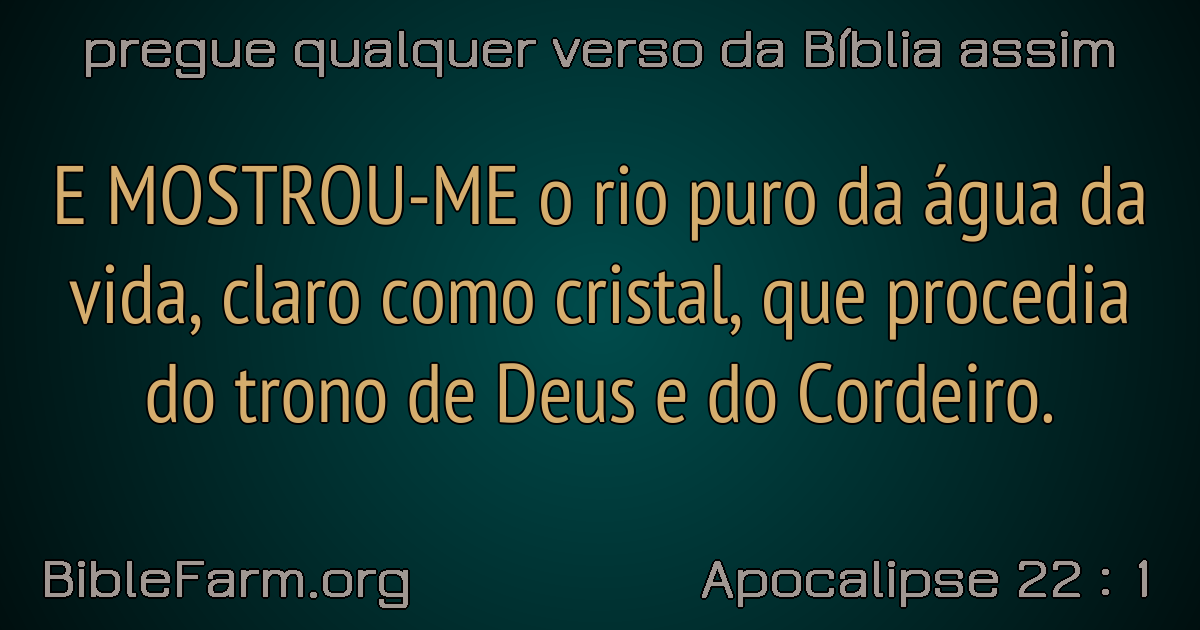 pregue qualquer verso da Bíblia assim
E MOSTROU-ME o rio puro da água da
vida, claro como cristal, que procedia
do trono de Deus e do Cordeiro.
BibleFarm.org
Apocalipse 22 : 1